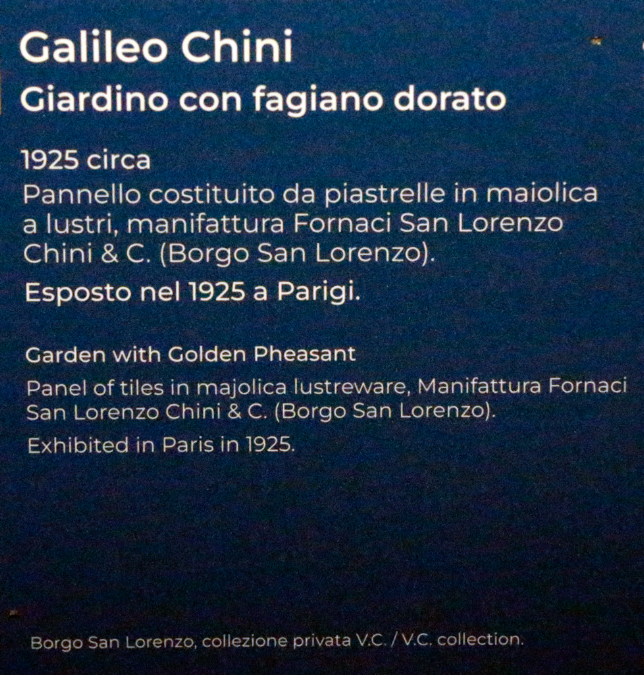 Galileo Chini
Giardino con fagiano dorato
1925 circa
Pannello costituito da piastrelle in maiolica
a lustri, manifattura Fornaci San Lorenzo
Chini & C. (Borgo San Lorenzo).
Esposto nel 1925 a Parigi.
Garden with Golden Pheasant
Panel of tiles in majolica lustreware, Manifattura Fornaci
San Lorenzo Chini & C. (Borgo San Lorenzo).
Exhibited in Paris in 1925.
Borgo San Lorenzo, collezione privata V.C. / V.C. collection.